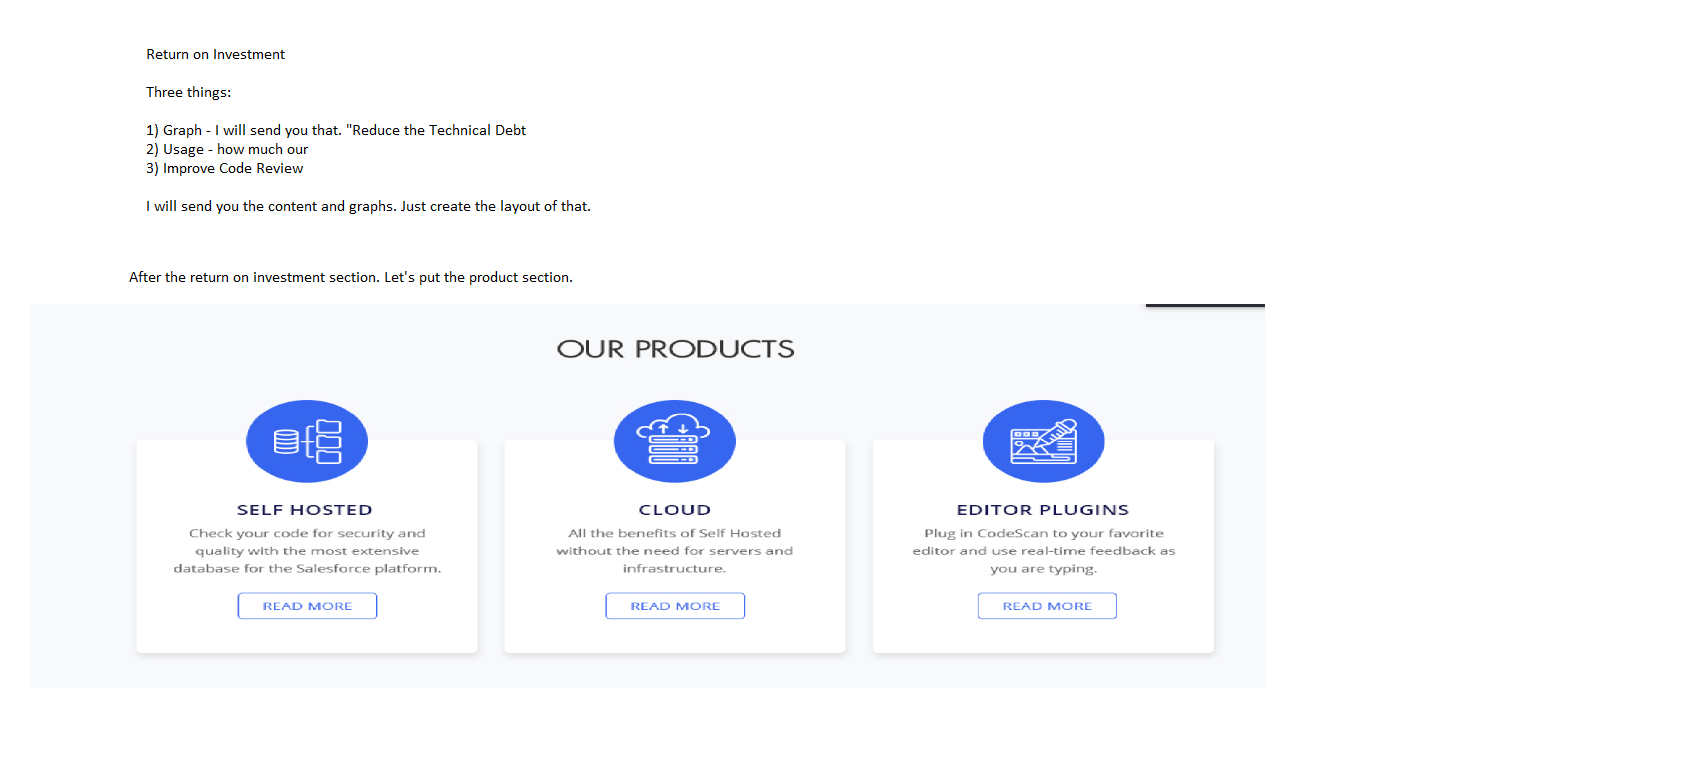 Return on Investment
Three things:
1) Graph - I will send you that. "Reduce the Technical Debt
2) Usage - how much our
3) Improve Code Review
I will send you the content and graphs. Just create the layout of that.
After the return on investment section. Let's put the product section.
OUR PRODUCTS
SELF HOSTED
Check your code for security and
quality with the most extensive
database for the Salesforce platform.
READ MORE
CLOUD
All the benefits of Self Hosted
without the need for servers and
infrastructure.
READ MORE
EDITOR PLUGINS
Plug in CodeScan to your favorite
editor and use real-time feedback as
you are typing.
READ MORE